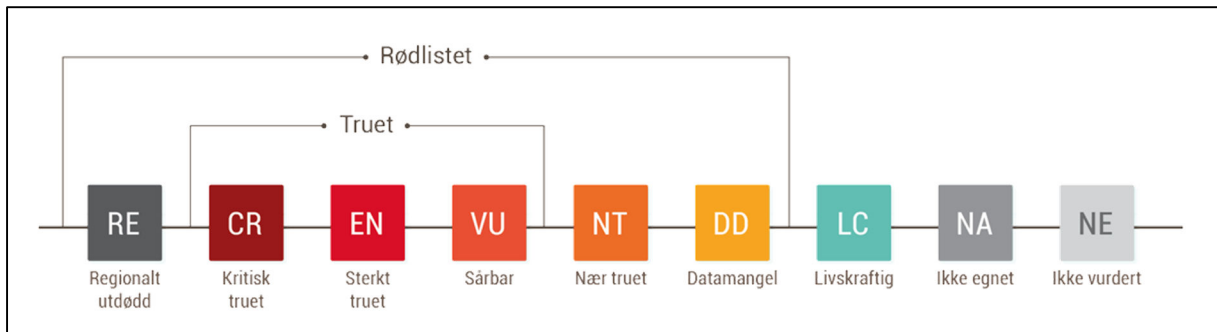 Rødlistet
Truet
RE
CR
EN
VU
NT
DD
LC
NA
NE
Regionalt
utdødd
Kritisk
truet
Sterkt
truet
Sårbar
Nær truet
Datamangel
Livskraftig
Ikke egnet
Ikke vurdert